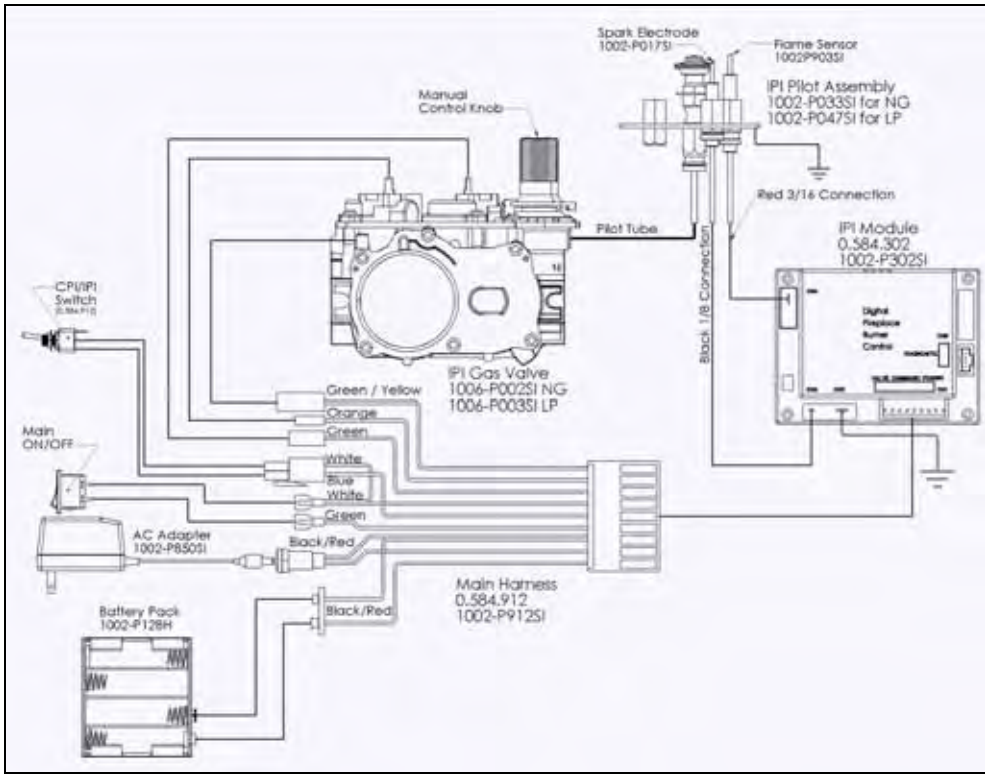 Spark Electrode
1002-P017SI
Flame Sensor
1002P903SI
IPI Pilot Assembly
1002-P033SI for NG
1002-P047SI for LP
Manual
Control Knob
Red 3/16 Connection
Pilot Tube
Black 1/8 Connection
IPI Module
0.584.302
1002-P302SI
Digital
Fireplace
Burner
Control
CPI/IPI
Switch
IPI Gas Valve
1006-P002SI NG
1006-P003SI LP
Green / Yellow
Orange
Green
Main
ON/OFF
White
Blue
White
Green
AC Adapter
1002-P850SI
Black/Red
Main Harness
0.584.912
1002-P912SI
Battery Pack
1002-P128H
Black/Red